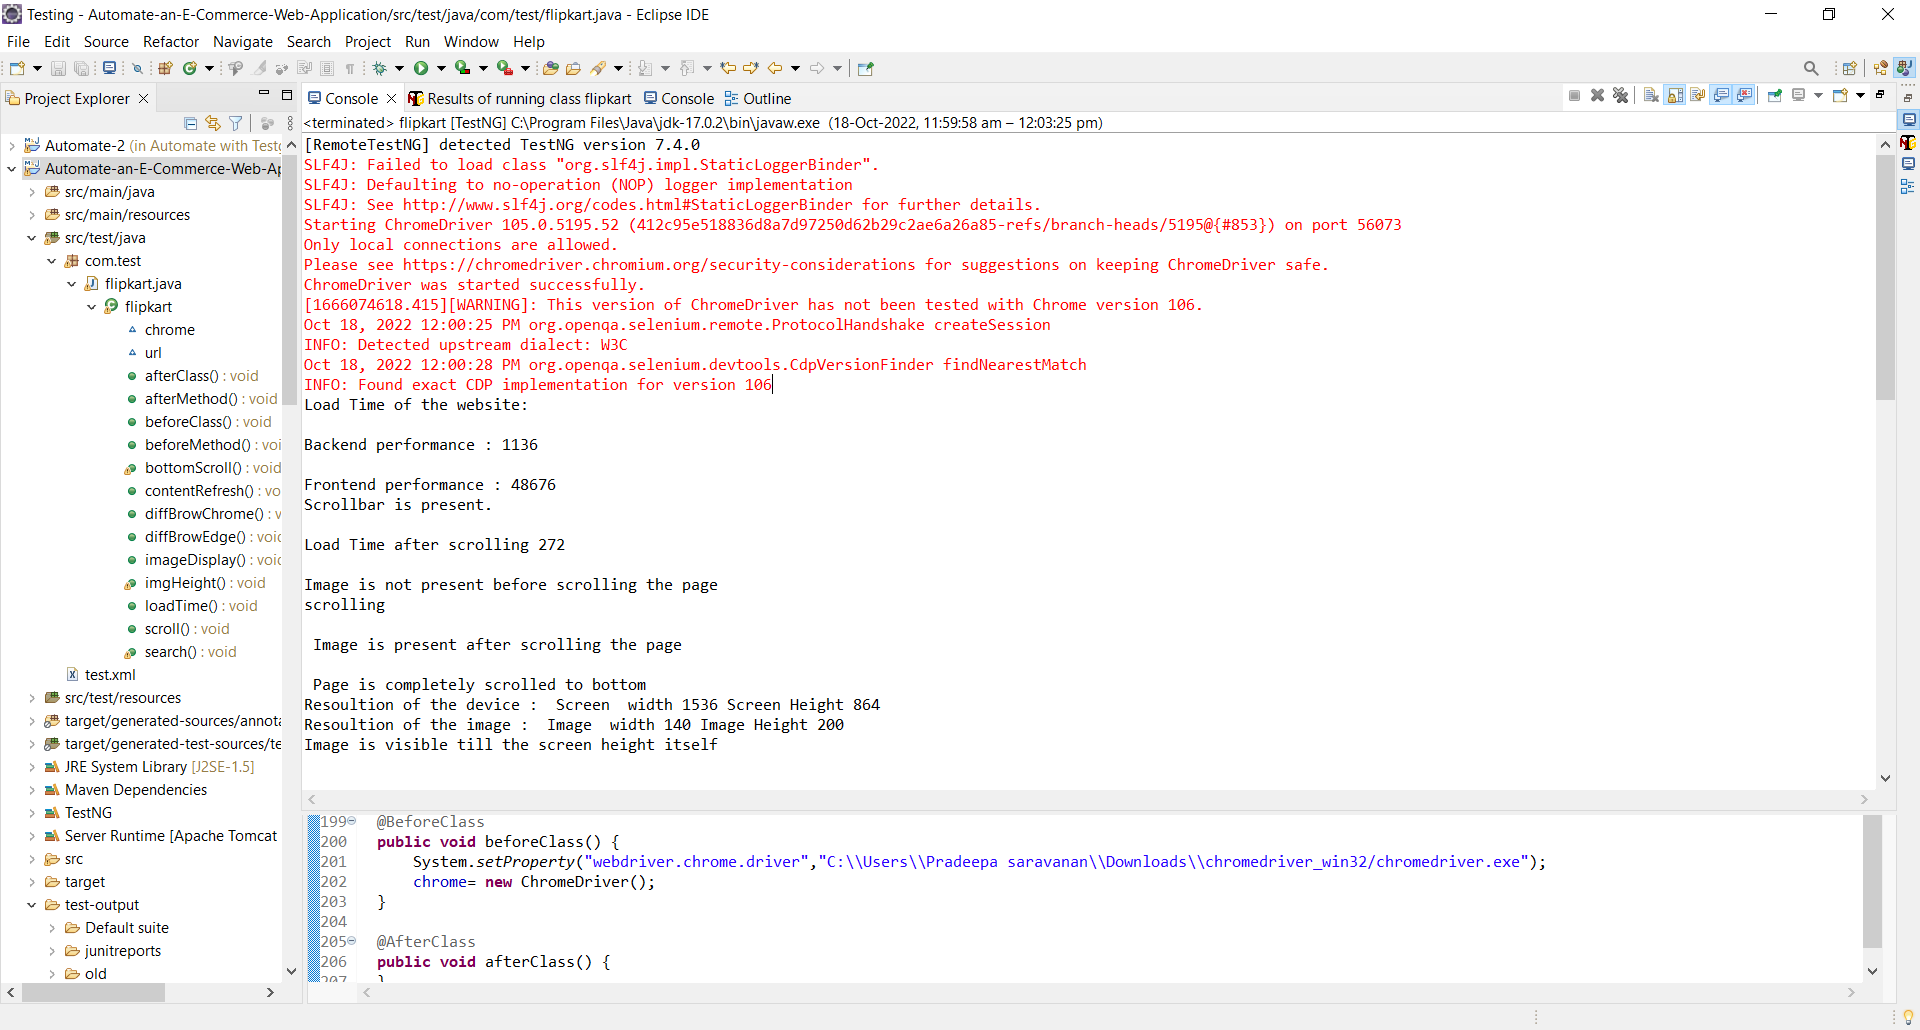 Testing - Automate-an-E-Commerce-Web-Application/src/test/java/com/test/flipkart.java - Eclipse IDE
File Edit Source Refactor Navigate Search Project Run Window Help
Project Explorer
Automate-2 (in Automate with Test
Automate-an-E-Commerce-Web-Ap
src/main/java
src/main/resources
src/test/java
com.test
flipkart.java
flipkart
chrome
url
afterClass() : void
afterMethod() : void
beforeClass() : void
beforeMethod() : voi
bottomScroll() : void
contentRefresh() : vo
diffBrowChrome() : v
diffBrowEdge() : voic
imageDisplay() : voic
imgHeight() : void
loadTime() : void
scroll() : void
search() : void
test.xml
src/test/resources
target/generated-sources/annota
target/generated-test-sources/te
JRE System Library [J2SE-1.5]
Maven Dependencies
TestNG
Server Runtime [Apache Tomcat
src
target
test-output
Default suite
junitreports
old
Console Results of running class flipkart Console Outline
<terminated> flipkart [TestNG] C:\Program Files\Java\jdk-17.0.2\bin\javaw.exe (18-Oct-2022, 11:59:58 am – 12:03:25 pm)
[RemoteTestNG] detected TestNG version 7.4.0
SLF4J: Failed to load class "org.slf4j.impl.StaticLoggerBinder".
SLF4J: Defaulting to no-operation (NOP) logger implementation
SLF4J: See http://www.slf4j.org/codes.html#StaticLoggerBinder for further details.
Starting ChromeDriver 105.0.5195.52 (412c95e518836d8a7d97250d62b29c2ae6a26a85-refs/branch-heads/5195@{#853}) on port 56073
Only local connections are allowed.
Please see https://chromedriver.chromium.org/security-considerations for suggestions on keeping ChromeDriver safe.
ChromeDriver was started successfully.
[1666074618.415][WARNING]: This version of ChromeDriver has not been tested with Chrome version 106.
Oct 18, 2022 12:00:25 PM org.openqa.selenium.remote.ProtocolHandshake createSession
INFO: Detected upstream dialect: W3C
Oct 18, 2022 12:00:28 PM org.openqa.selenium.devtools.CdpVersionFinder findNearestMatch
INFO: Found exact CDP implementation for version 106
Load Time of the website:
Backend performance : 1136
Frontend performance : 48676
Scrollbar is present.
Load Time after scrolling 272
Image is not present before scrolling the page
scrolling
Image is present after scrolling the page
Page is completely scrolled to bottom
Resoultion of the device :  Screen  width 1536 Screen Height 864
Resoultion of the image :  Image  width 140 Image Height 200
Image is visible till the screen height itself
199 @BeforeClass
200 public void beforeClass() {
201 System.setProperty("webdriver.chrome.driver","C:\\Users\\Pradeepa saravanan\\Downloads\\chromedriver_win32/chromedriver.exe");
202 chrome= new ChromeDriver();
203 }
204
205 @AfterClass
206 public void afterClass() {
207 }